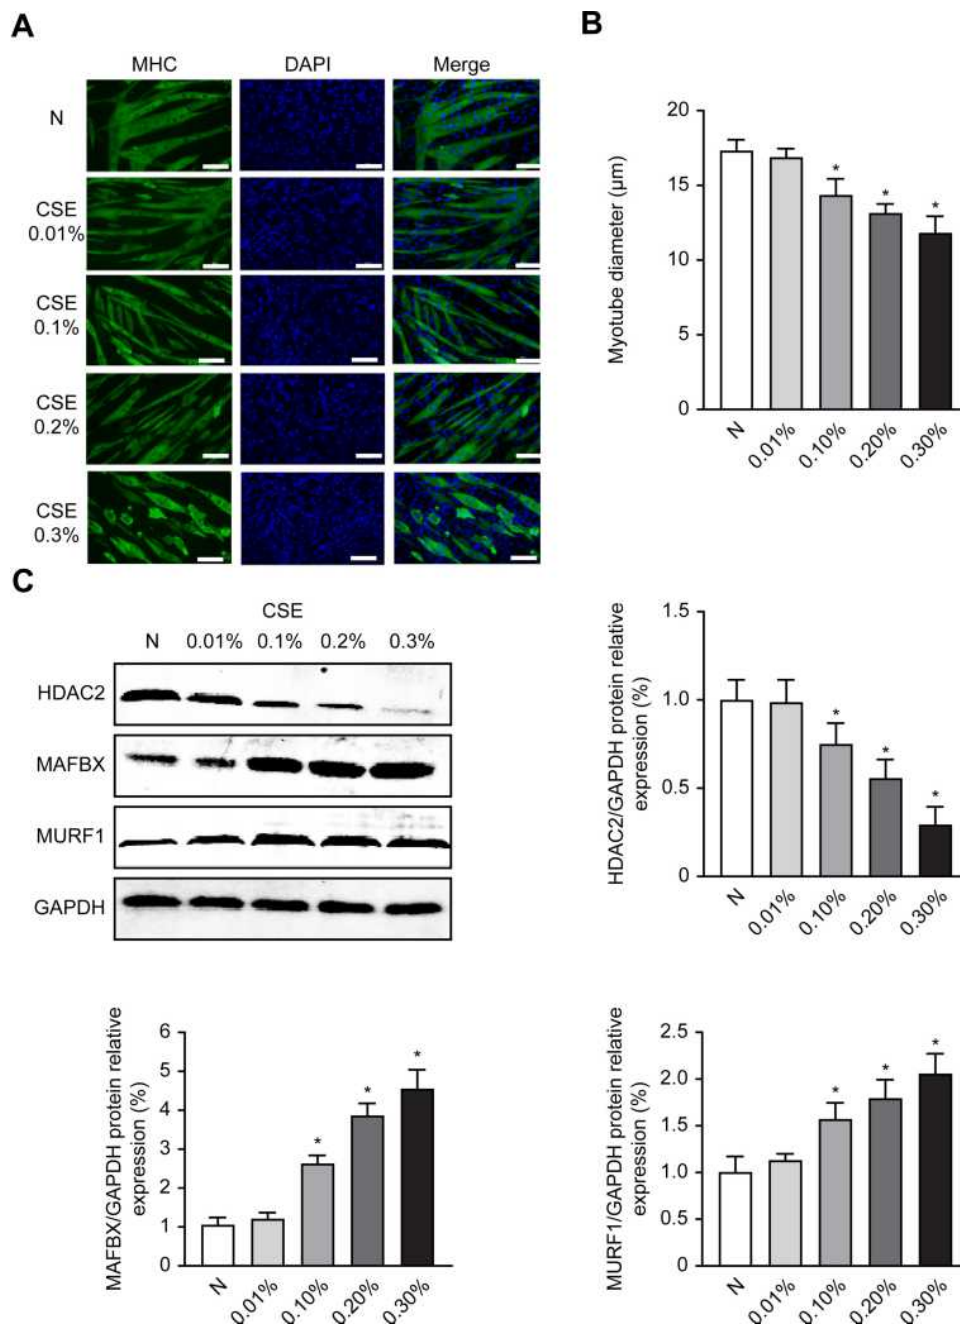 A
MHC DAPI Merge
N
CSE
0.01%
CSE
0.1%
CSE
0.2%
CSE
0.3%
B
Myotube diameter (µm)
20
15
10
5
0
* * *
N 0.01% 0.10% 0.20% 0.30%
C
CSE
N 0.01% 0.1% 0.2% 0.3%
HDAC2
MAFBX
MURF1
GAPDH
HDAC2/GAPDH protein relative
expression (%)
1.5
1.0
0.5
0
* * *
N 0.01% 0.10% 0.20% 0.30%
MAFBX/GAPDH protein relative
expression (%)
6
5
4
3
2
1
0
* * *
N 0.01% 0.10% 0.20% 0.30%
MURF1/GAPDH protein relative
expression (%)
2.5
2.0
1.5
1.0
0.5
0
* * *
N 0.01% 0.10% 0.20% 0.30%